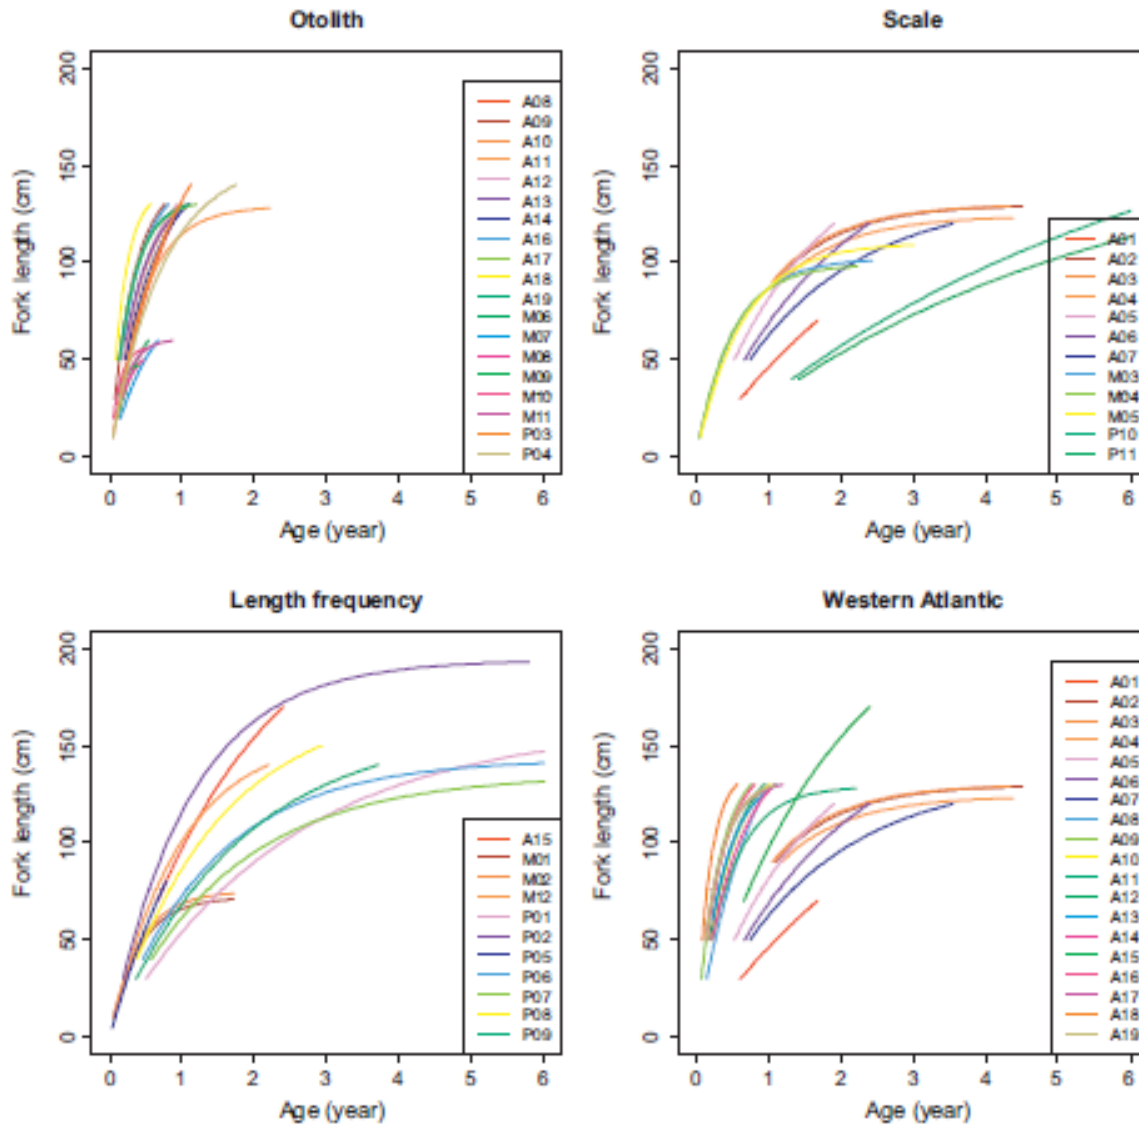 Otolith
Fork length (cm)
200
150
100
50
0
A08
A09
A10
A11
A12
A13
A14
A16
A17
A18
A19
M06
M07
M08
M09
M10
M11
P03
P04
0 1 2 3 4 5 6
Age (year)
Scale
Fork length (cm)
200
150
100
50
0
A01
A02
A03
A04
A05
A06
A07
M03
M04
M05
P10
P11
0 1 2 3 4 5 6
Age (year)
Length frequency
Fork length (cm)
200
150
100
50
0
A15
M01
M02
M12
P01
P02
P05
P06
P07
P08
P09
0 1 2 3 4 5 6
Age (year)
Western Atlantic
Fork length (cm)
200
150
100
50
0
A01
A02
A03
A04
A05
A06
A07
A08
A09
A10
A11
A12
A13
A14
A15
A16
A17
A18
A19
0 1 2 3 4 5 6
Age (year)